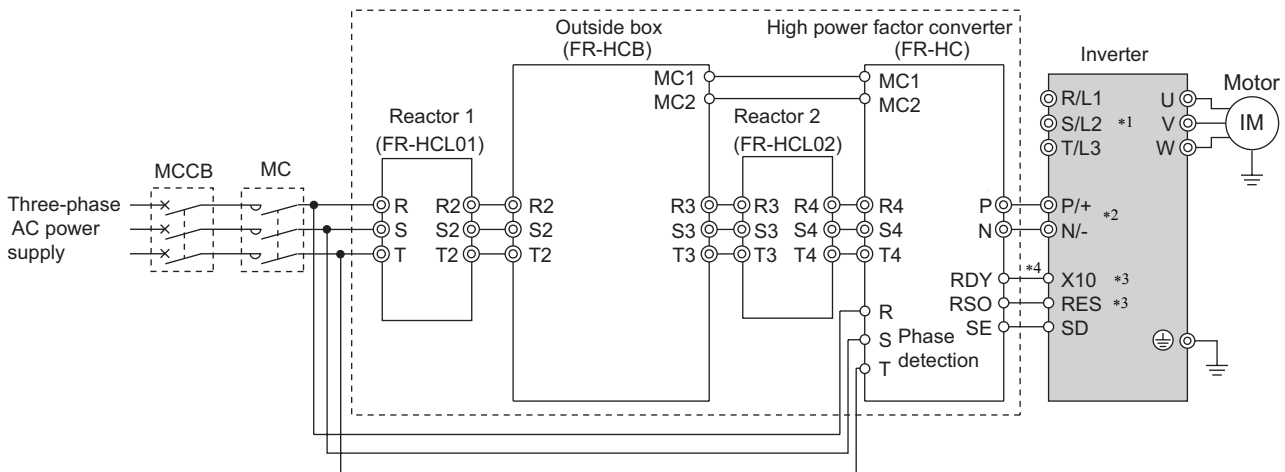 Outside box
(FR-HCB)
High power factor converter
(FR-HC)
Inverter
Motor
MC1
MC2
MC1
MC2
R/L1
S/L2 *1
T/L3
U
V
W
IM
Reactor 1
(FR-HCL01)
Reactor 2
(FR-HCL02)
MCCB
MC
Three-phase
AC power
supply
R
S
T
R2
S2
T2
R2
S2
T2
R3
S3
T3
R3
S3
T3
R4
S4
T4
R4
S4
T4
P
N
P/+
N/-
*2
RDY
RSO
SE
*4
X10 *3
RES *3
SD
R
S
T
Phase
detection